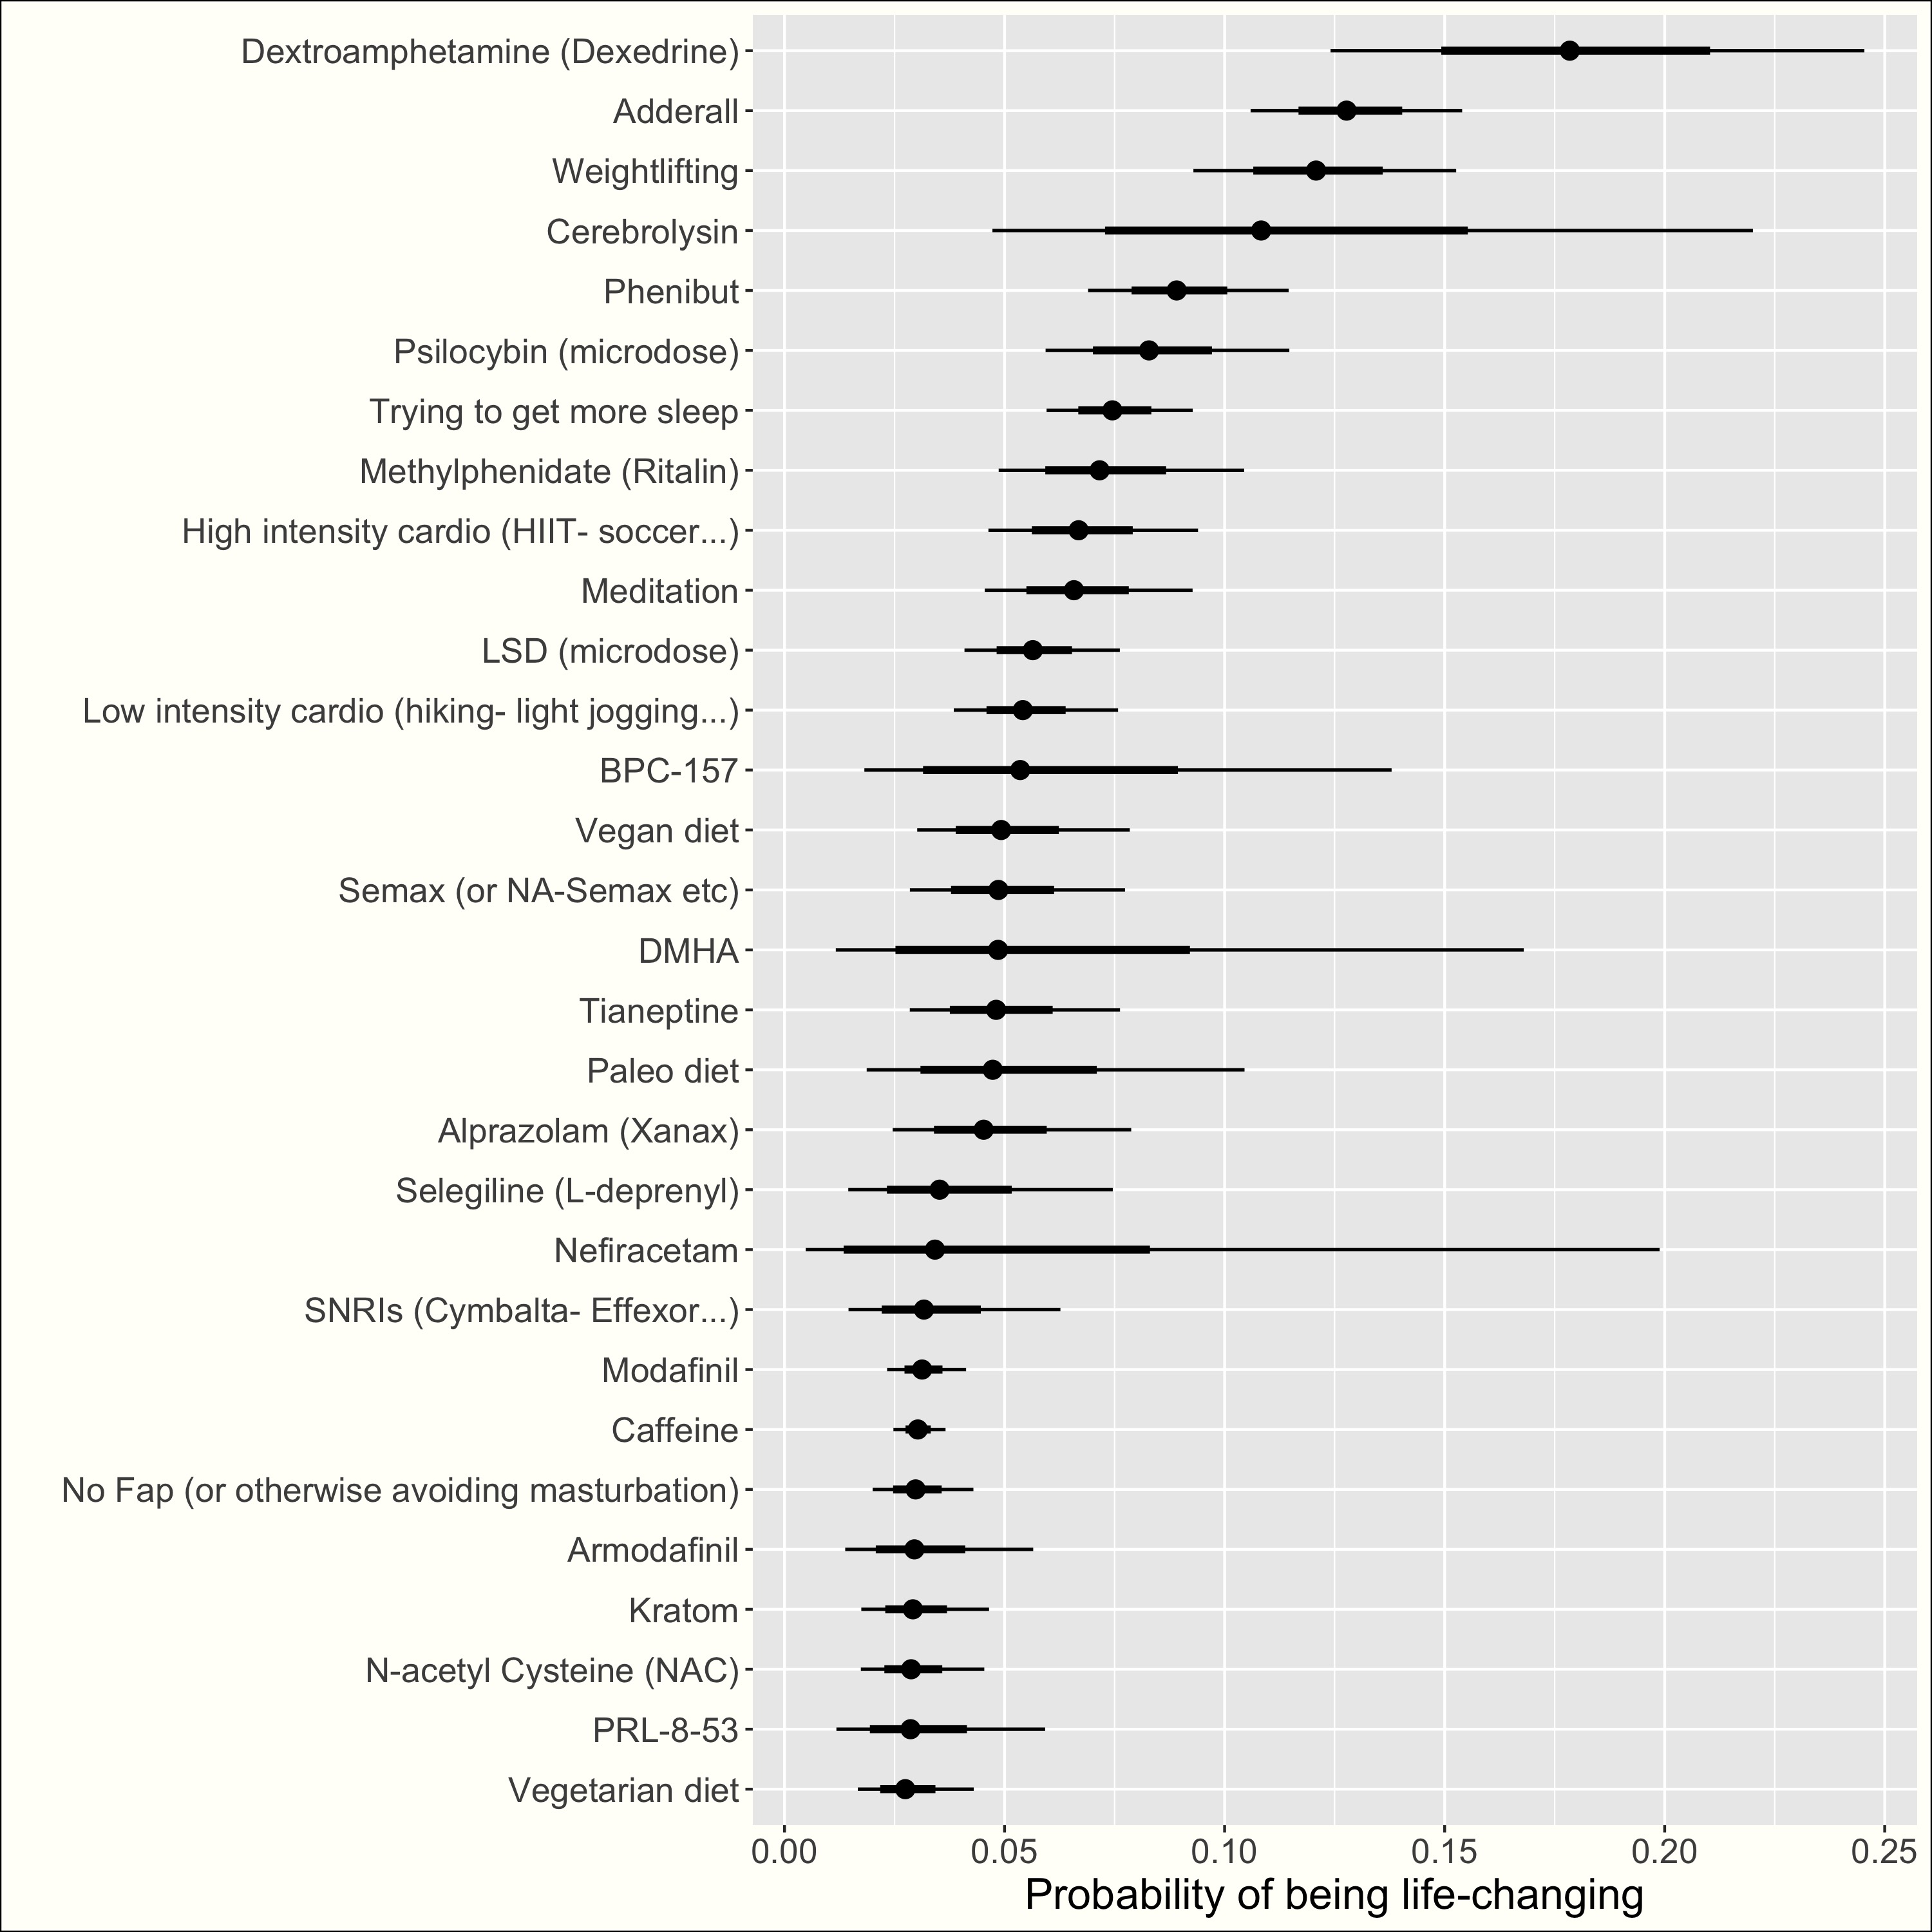 Dextroamphetamine (Dexedrine)
Adderall
Weightlifting
Cerebrolysin
Phenibut
Psilocybin (microdose)
Trying to get more sleep
Methylphenidate (Ritalin)
High intensity cardio (HIIT- soccer...)
Meditation
LSD (microdose)
Low intensity cardio (hiking- light jogging...)
BPC-157
Vegan diet
Semax (or NA-Semax etc)
DMHA
Tianeptine
Paleo diet
Alprazolam (Xanax)
Selegiline (L-deprenyl)
Nefiracetam
SNRIs (Cymbalta- Effexor...)
Modafinil
Caffeine
No Fap (or otherwise avoiding masturbation)
Armodafinil
Kratom
N-acetyl Cysteine (NAC)
PRL-8-53
Vegetarian diet
0.00 0.05 0.10 0.15 0.20 0.25
Probability of being life-changing